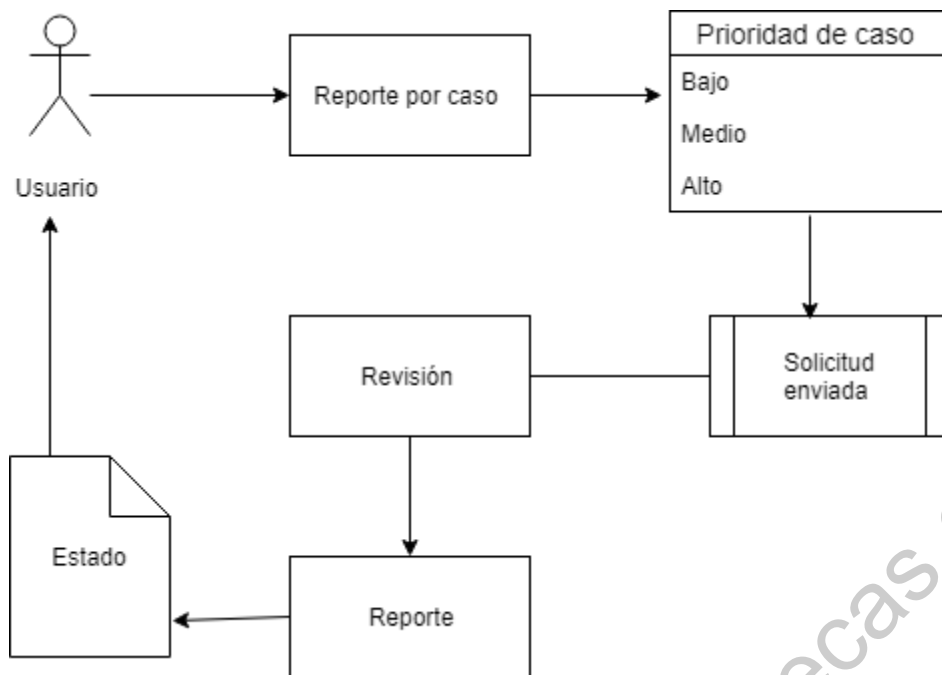 Usuario
Reporte por caso
Prioridad de caso
Bajo
Medio
Alto
Revisión
Solicitud
enviada
Estado
Reporte